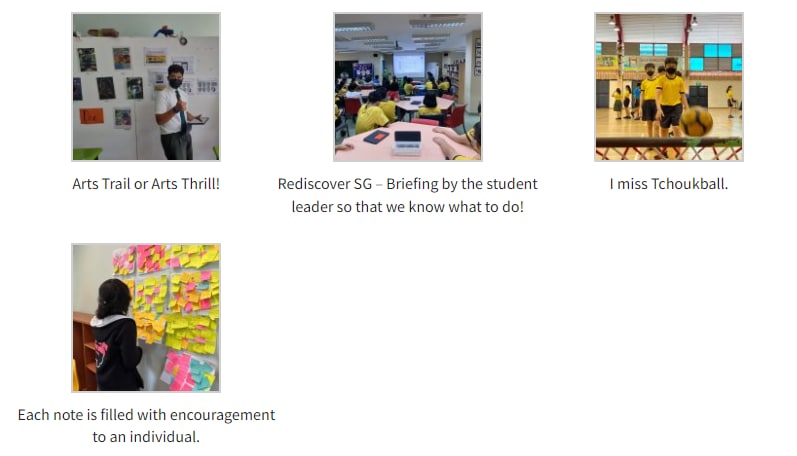 Arts Trail or Arts Thrill!
Rediscover SG – Briefing by the student
leader so that we know what to do!
I miss Tchoukball.
Each note is filled with encouragement
to an individual.